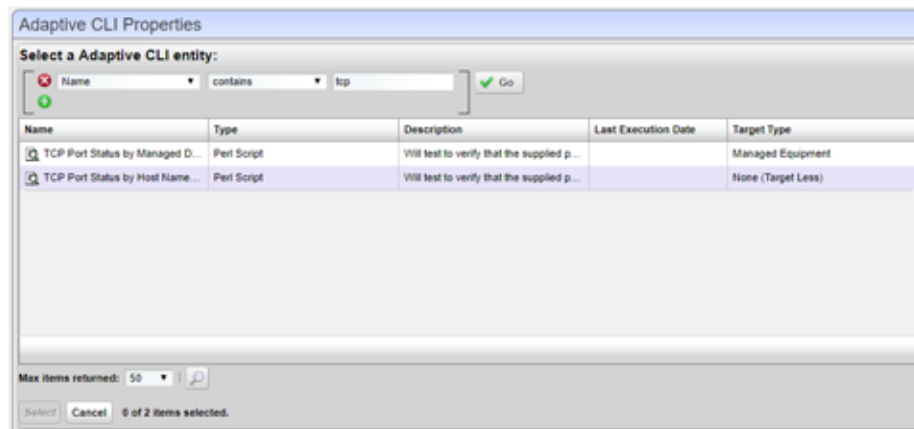 Adaptive CLI Properties
Select a Adaptive CLI entity:
Name contains tcp Go
Name Type Description Last Execution Date Target Type
TCP Port Status by Managed D... Perl Script Will test to verify that the supplied p... Managed Equipment
TCP Port Status by Host Name... Perl Script Will test to verify that the supplied p... None (Target Less)
Max items returned: 50
Select Cancel 0 of 2 items selected.